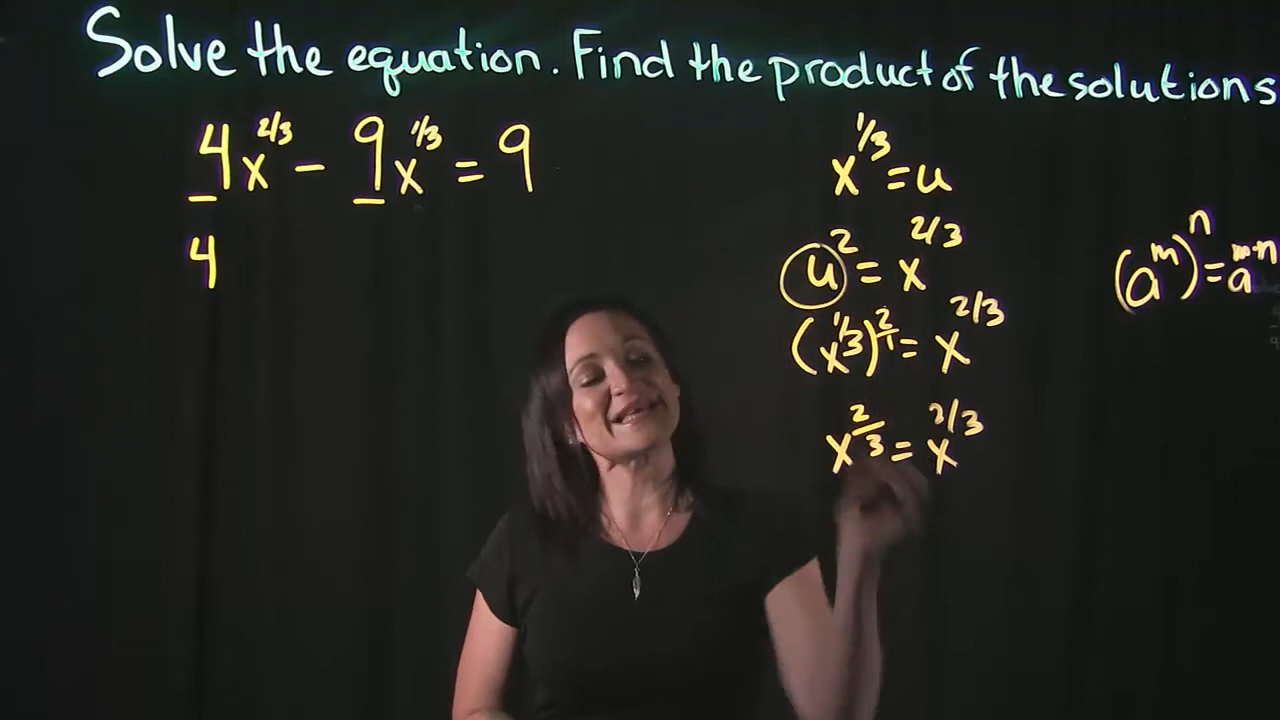 Solve the equation. Find the product of the solutions
4x^{2/3} - 9x^{1/3} = 9
4
x^{1/3} = u
u^2 = x^{2/3}
(x^{1/3})^{2/1} = x^{2/3}
x^{2/3} = x^{2/3}
(a^m)^n = a^{m·n}